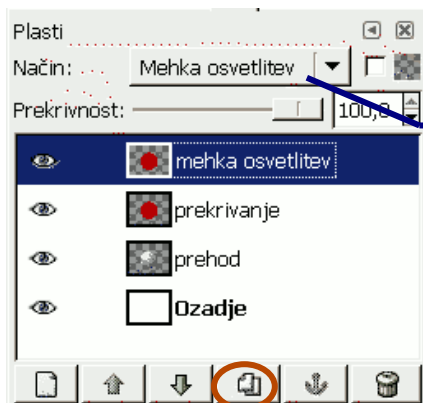 Plasti
Način: Mehka osvetlitev
Prekrivnost: 100,0
mehka osvetlitev
prekrivanje
prehod
Ozadje